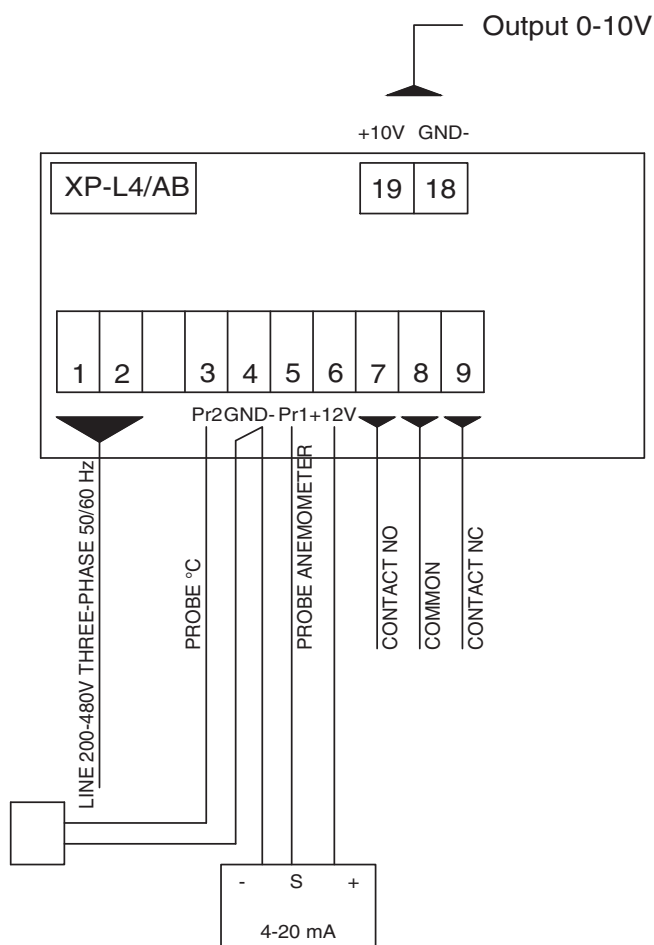 Output 0-10V
+10V GND-
XP-L4/AB
19 18
1 2 3 4 5 6 7 8 9
Pr2 GND- Pr1 +12V
LINE 200-480V THREE-PHASE 50/60 Hz
PROBE °C
PROBE ANEMOMETER
CONTACT NO
COMMON
CONTACT NC
- S +
4-20 mA